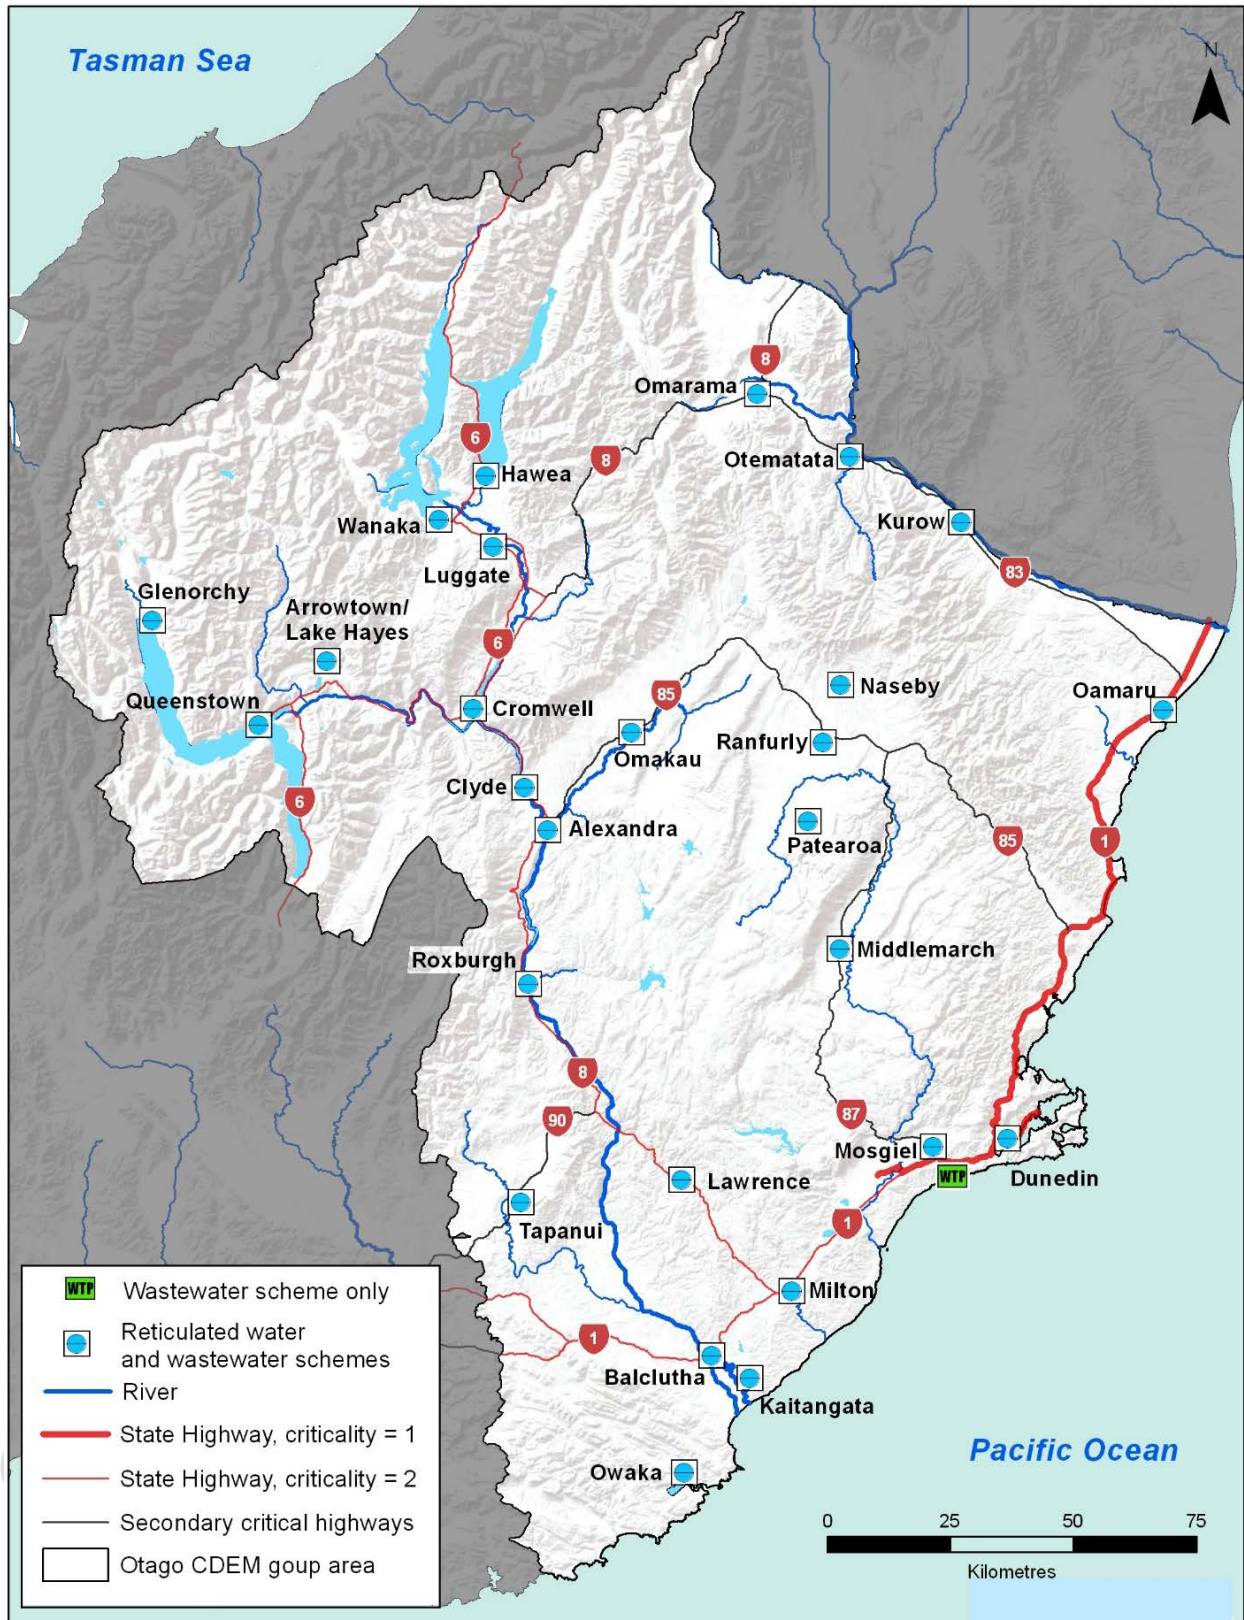 Tasman Sea
N
8
Omarama
6
8
Otematata
Hawea
Wanaka
Kurow
Luggate
83
Glenorchy
Arrowtown/
Lake Hayes
6
85
Naseby
Oamaru
Queenstown
Cromwell
Omakau
Ranfurly
Clyde
6
Alexandra
Patearoa
85
1
Roxburgh
Middlemarch
8
90
87
Mosgiel
WTP
Dunedin
Lawrence
Tapanui
1
Milton
1
Balclutha
Kaitangata
Owaka
Pacific Ocean
WTP Wastewater scheme only
Reticulated water
and wastewater schemes
River
State Highway, criticality = 1
State Highway, criticality = 2
Secondary critical highways
Otago CDEM goup area
0 25 50 75
Kilometres